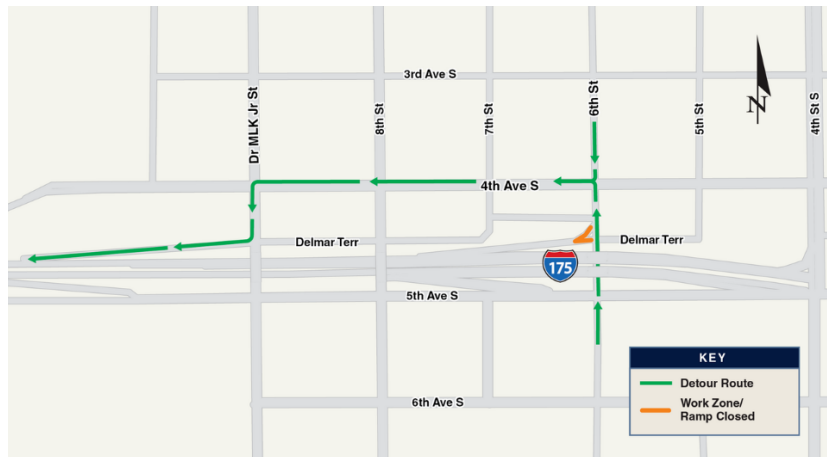 3rd Ave S
Dr MLK Jr St
8th St
7th St
6th St
5th St
4th St S
N
4th Ave S
Delmar Terr
Delmar Terr
175
5th Ave S
6th Ave S
KEY
Detour Route
Work Zone/
Ramp Closed